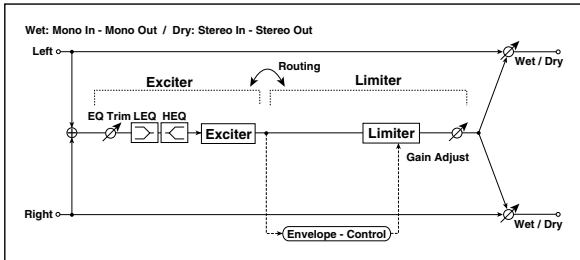 Wet: Mono In - Mono Out / Dry: Stereo In - Stereo Out
Left
Wet / Dry
Routing
Exciter
Limiter
EQ Trim LEQ HEQ
Exciter
Limiter
Gain Adjust
Right
Wet / Dry
Envelope - Control